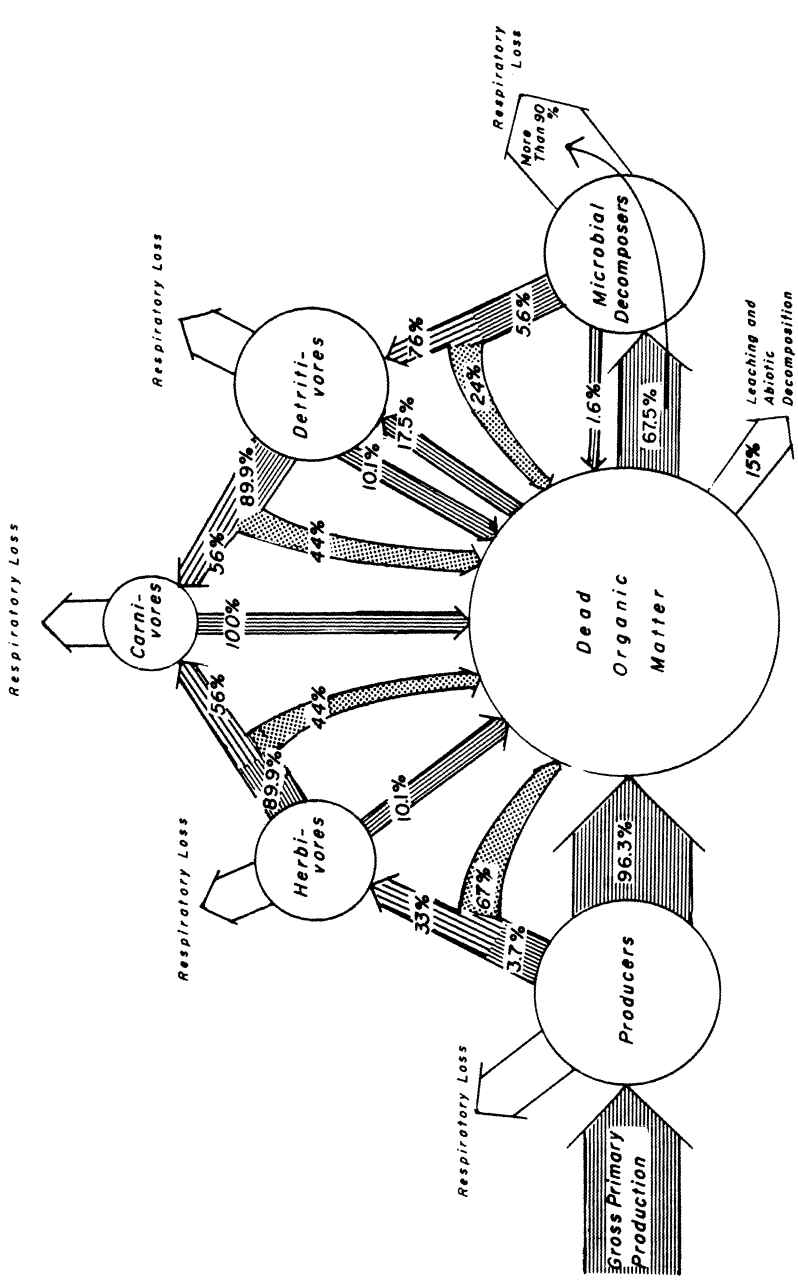 Respiratory Loss
Carni-
vores
Respiratory Loss
Detriti-
vores
Respiratory Loss
Herbi-
vores
Respiratory
Loss
More
Than 90
%
Microbial
Decomposers
Respiratory Loss
Producers
Gross Primary
Production
Dead
Organic
Matter
Leaching and
Abiotic
Decomposition
15%
96.3%
3.7%
33%
67%
10.1%
89.9%
56%
44%
100%
56%
89.9%
44%
10.1%
17.5%
76%
5.6%
24%
1.6%
67.5%